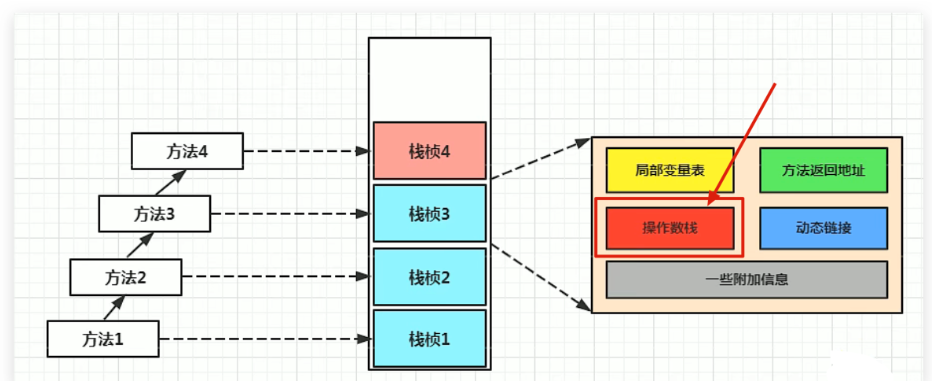 方法4
栈桢4
局部变量表
方法返回地址
方法3
栈桢3
操作数栈
动态链接
方法2
栈桢2
一些附加信息
方法1
栈桢1